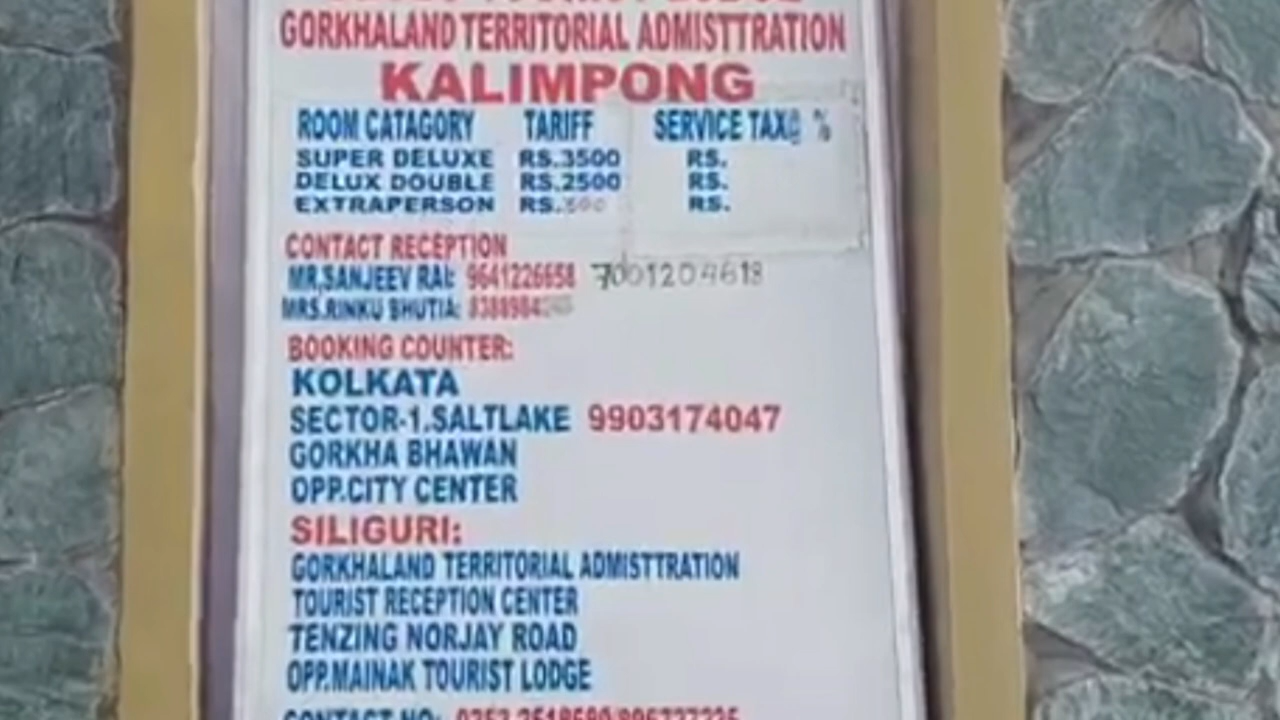 GORKHALAND TERRITORIAL ADMISTTRATION
KALIMPONG
ROOM CATAGORY TARIFF SERVICE TAX@ %
SUPER DELUXE RS.3500 RS.
DELUX DOUBLE RS.2500 RS.
EXTRAPERSON RS. RS.
CONTACT RECEPTION
MR,SANJEEV RAI: 9641226658 7001204618
MRS.RINKU BHUTIA:
BOOKING COUNTER:
KOLKATA
SECTOR-1.SALTLAKE 9903174047
GORKHA BHAWAN
OPP.CITY CENTER
SILIGURI:
GORKHALAND TERRITORIAL ADMISTTRATION
TOURIST RECEPTION CENTER
TENZING NORJAY ROAD
OPP.MAINAK TOURIST LODGE
CONTACT NO: